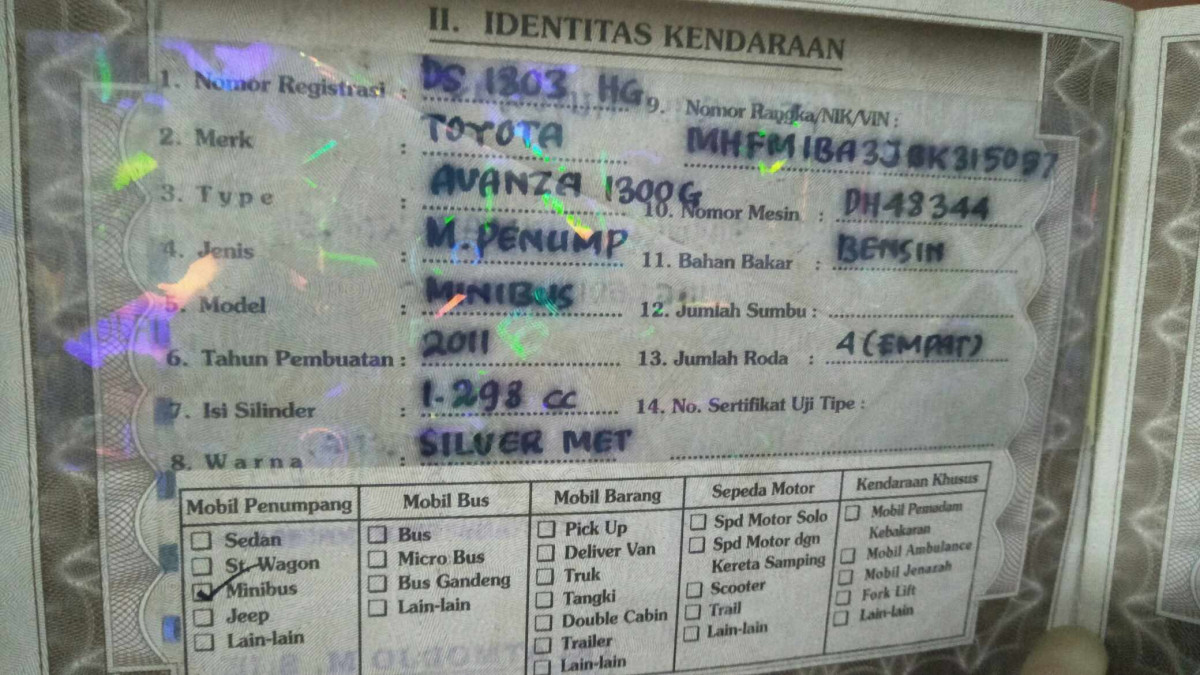 II. IDENTITAS KENDARAAN
1. Nomor Registrasi : DS 1803 HG
2. Merk : TOYOTA
3. Type : AVANZA 1300G
4. Jenis : M. PENUMP
5. Model : MINIBUS
6. Tahun Pembuatan : 2011
7. Isi Silinder : 1.298 CC
8. Warna : SILVER MET
9. Nomor Rangka/NIK/VIN :
MHFM1BA3JBK315057
10. Nomor Mesin : DH48344
11. Bahan Bakar : BENSIN
12. Jumlah Sumbu :
13. Jumlah Roda : 4 (EMPAT)
14. No. Sertifikat Uji Tipe :
Mobil Penumpang
Sedan
St. Wagon
Minibus
Jeep
Lain-lain
Mobil Bus
Bus
Micro Bus
Bus Gandeng
Lain-lain
Mobil Barang
Pick Up
Deliver Van
Truk
Tangki
Double Cabin
Trailer
Lain-lain
Sepeda Motor
Spd Motor Solo
Spd Motor dgn
Kereta Samping
Scooter
Trail
Lain-lain
Kendaraan Khusus
Mobil Pemadam
Kebakaran
Mobil Ambulance
Mobil Jenazah
Fork Lift
Lain-lain